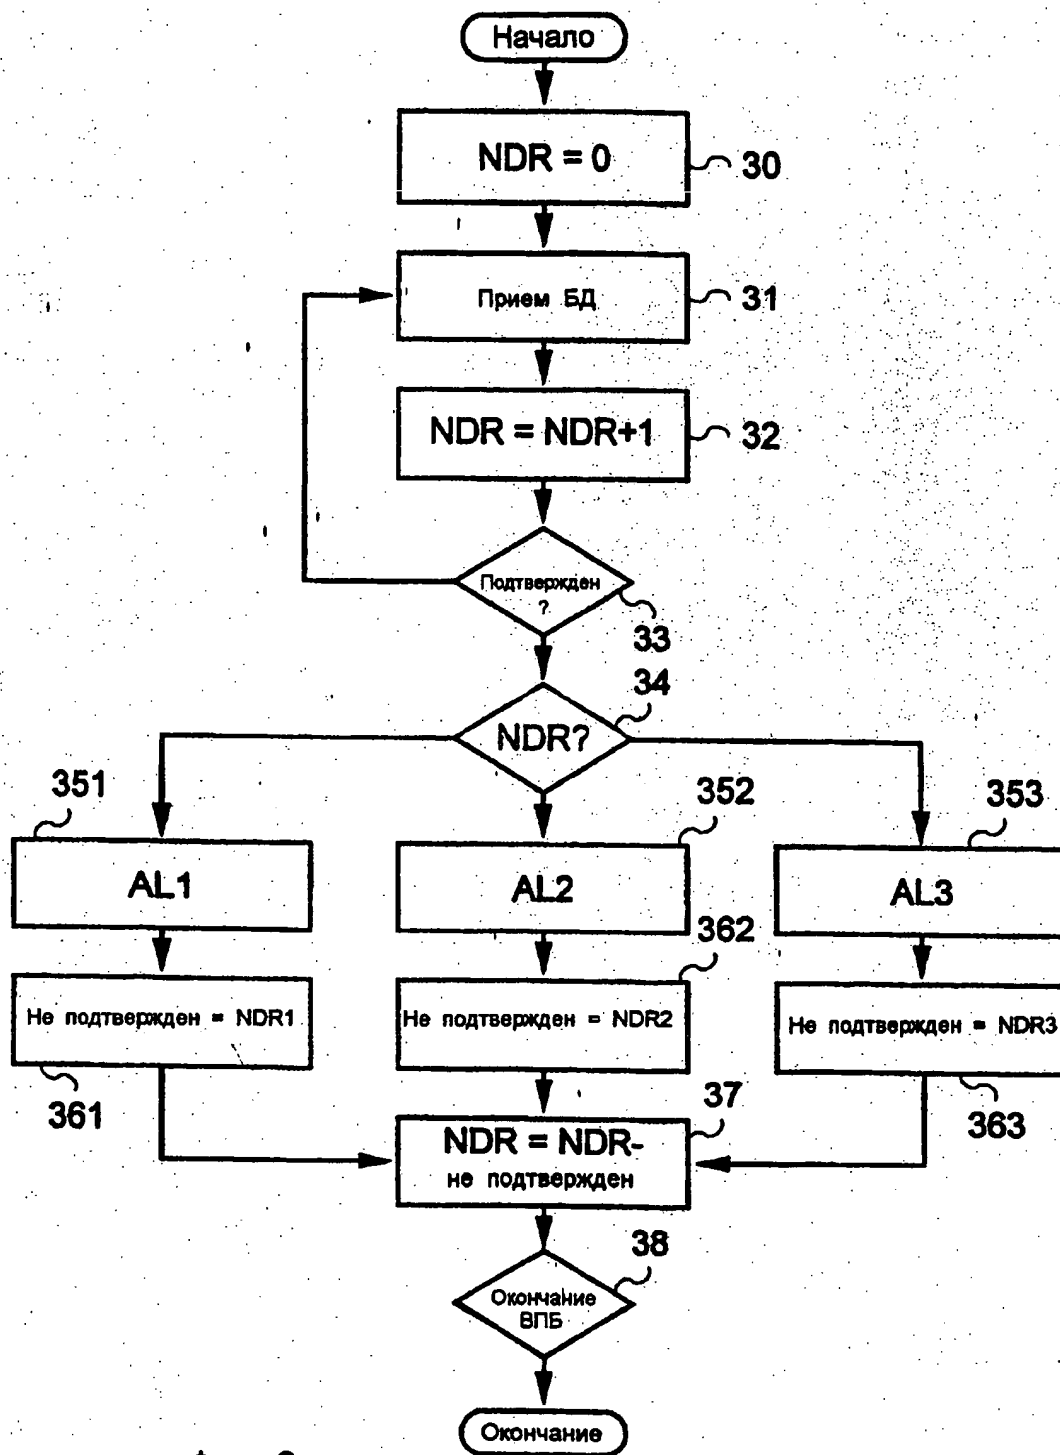 Начало
NDR = 0
30
Прием БД
31
NDR = NDR+1
32
Подтвержден
?
33
34
NDR?
351
352
353
AL1
AL2
AL3
362
Не подтвержден = NDR1
Не подтвержден = NDR2
Не подтвержден = NDR3
361
363
37
NDR = NDR-
не подтвержден
38
Окончание
ВПБ
Окончание